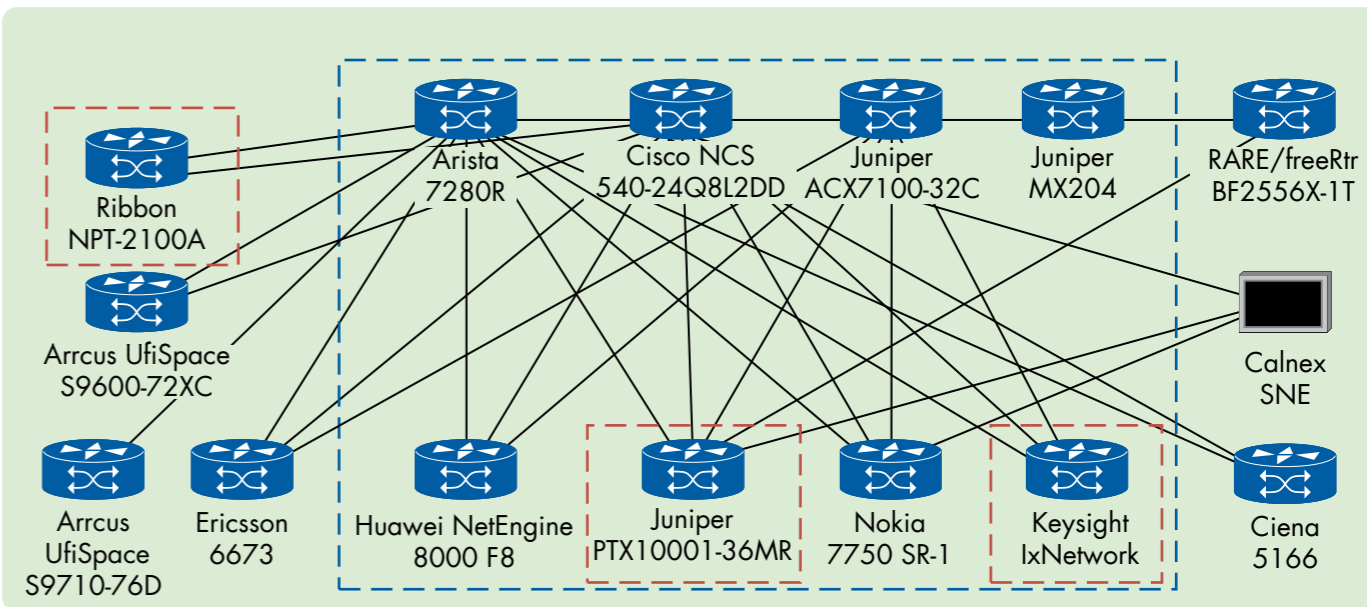 Arista
7280R
Cisco NCS
540-24Q8L2DD
Juniper
ACX7100-32C
Juniper
MX204
RARE/freeRtr
BF2556X-1T
Ribbon
NPT-2100A
Arrcus UfiSpace
S9600-72XC
Calnex
SNE
Arrcus
UfiSpace
S9710-76D
Ericsson
6673
Huawei NetEngine
8000 F8
Juniper
PTX10001-36MR
Nokia
7750 SR-1
Keysight
IxNetwork
Ciena
5166